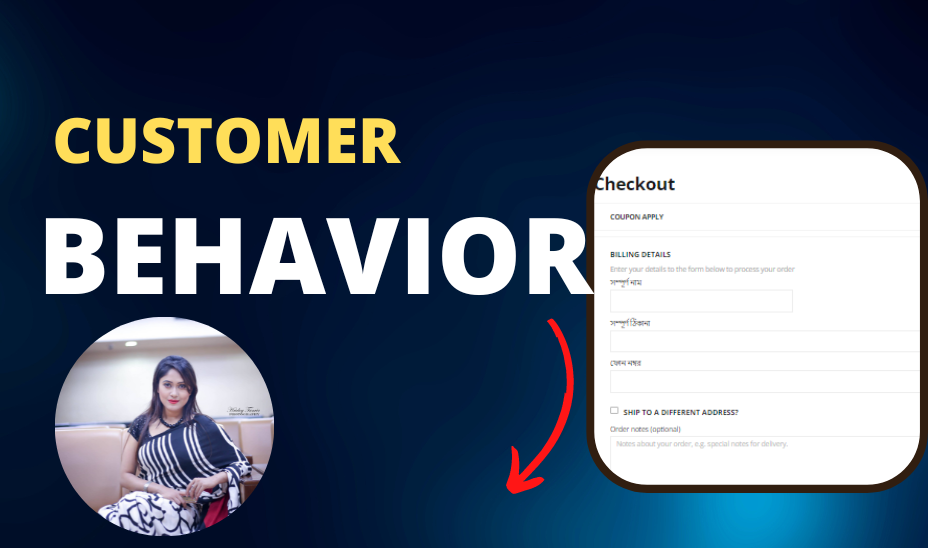 CUSTOMER
BEHAVIOR
Checkout
COUPON APPLY
BILLING DETAILS
Enter your details to the form below to process your order
সম্পূর্ণ নাম
সম্পূর্ণ ঠিকানা
ফোন নম্বর
SHIP TO A DIFFERENT ADDRESS?
Order notes (optional)
Notes about your order, e.g. special notes for delivery.